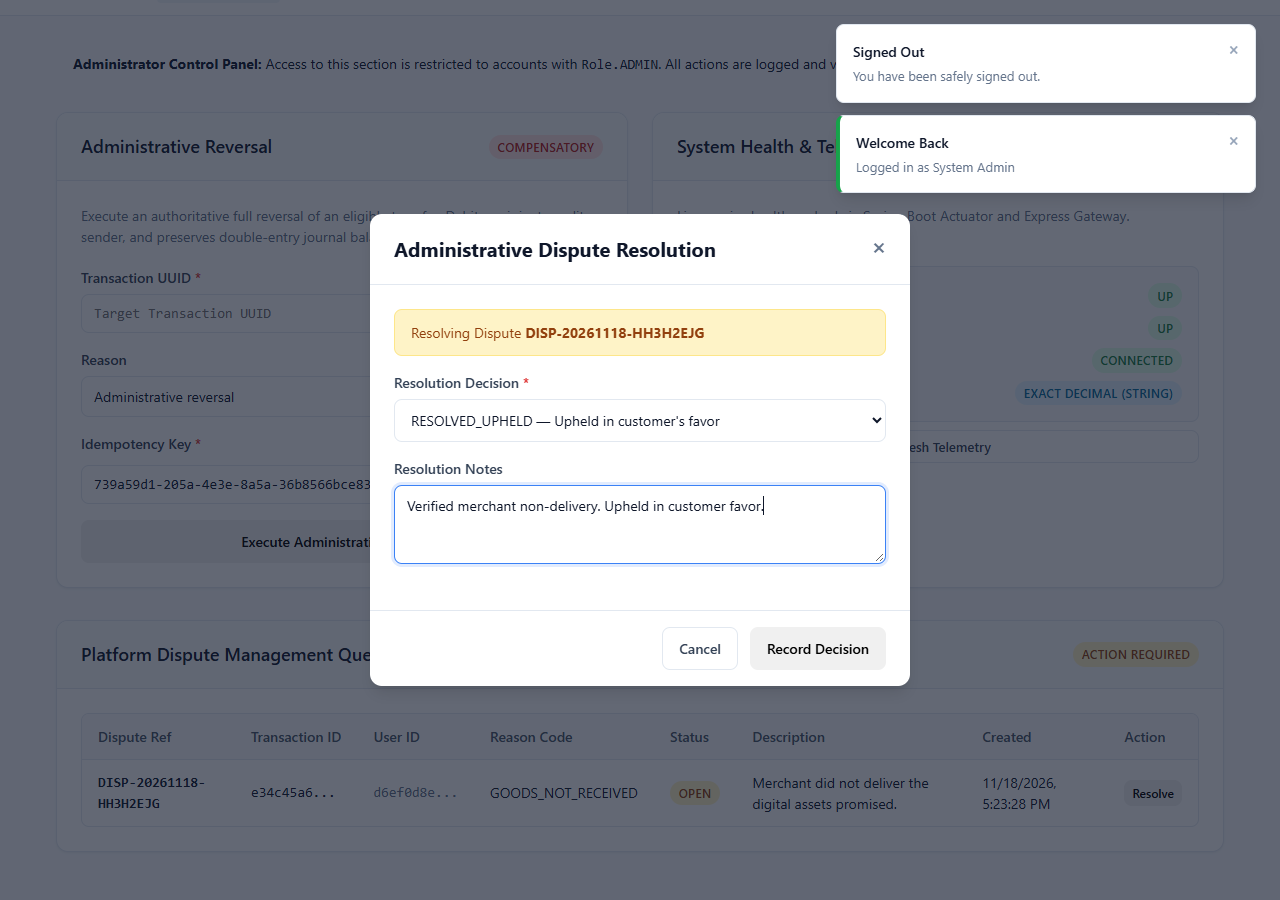 Administrator Control Panel: Access to this section is restricted to accounts with Role.ADMIN. All actions are logged and v
Signed Out
×
You have been safely signed out.
Welcome Back
×
Logged in as System Admin
Administrative Reversal
COMPENSATORY
System Health & Te
Execute an authoritative full reversal of an
sender, and preserves double-entry journal bal
Boot Actuator and Express Gateway.
Transaction UUID *
Target Transaction UUID
Reason
Administrative reversal
Idempotency Key *
739a59d1-205a-4e3e-8a5a-36b8566bce83
Execute Administrati
UP
UP
CONNECTED
EXACT DECIMAL (STRING)
esh Telemetry
Administrative Dispute Resolution
×
Resolving Dispute DISP-20261118-HH3H2EJG
Resolution Decision *
RESOLVED_UPHELD — Upheld in customer's favor
Resolution Notes
Verified merchant non-delivery. Upheld in customer favor.
Cancel
Record Decision
Platform Dispute Management Que
ACTION REQUIRED
Dispute Ref
Transaction ID
User ID
Reason Code
Status
Description
Created
Action
DISP-20261118-
HH3H2EJG
e34c45a6...
d6ef0d8e...
GOODS_NOT_RECEIVED
OPEN
Merchant did not deliver the
digital assets promised.
11/18/2026,
5:23:28 PM
Resolve